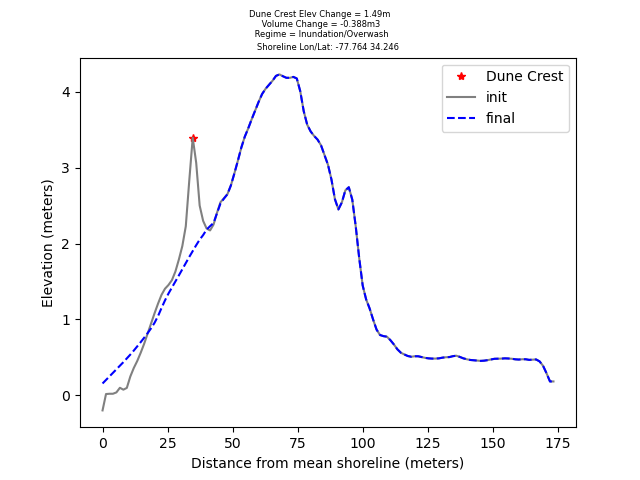 Dune Crest Elev Change = 1.49m
Volume Change = -0.388m3
Regime = Inundation/Overwash
Shoreline Lon/Lat: -77.764 34.246
Dune Crest
init
final
4
3
2
1
0
Elevation (meters)
0 25 50 75 100 125 150 175
Distance from mean shoreline (meters)